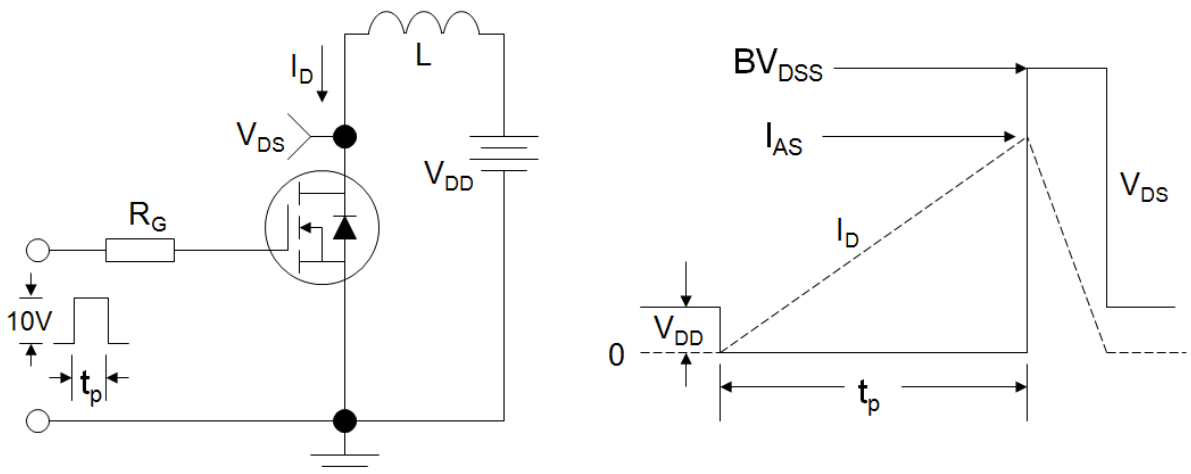 I_D
L
V_DS
V_DD
R_G
10V
t_p
BV_DSS
I_AS
V_DS
I_D
V_DD
0
t_p